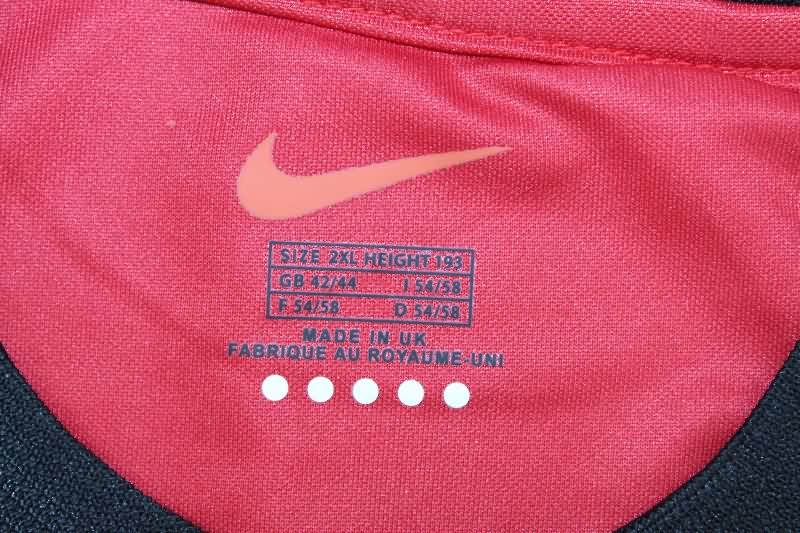 SIZE 2XL HEIGHT 193
GB 42/44 I 54/58
F 54/58 D 54/58
MADE IN UK
FABRIQUE AU ROYAUME-UNI